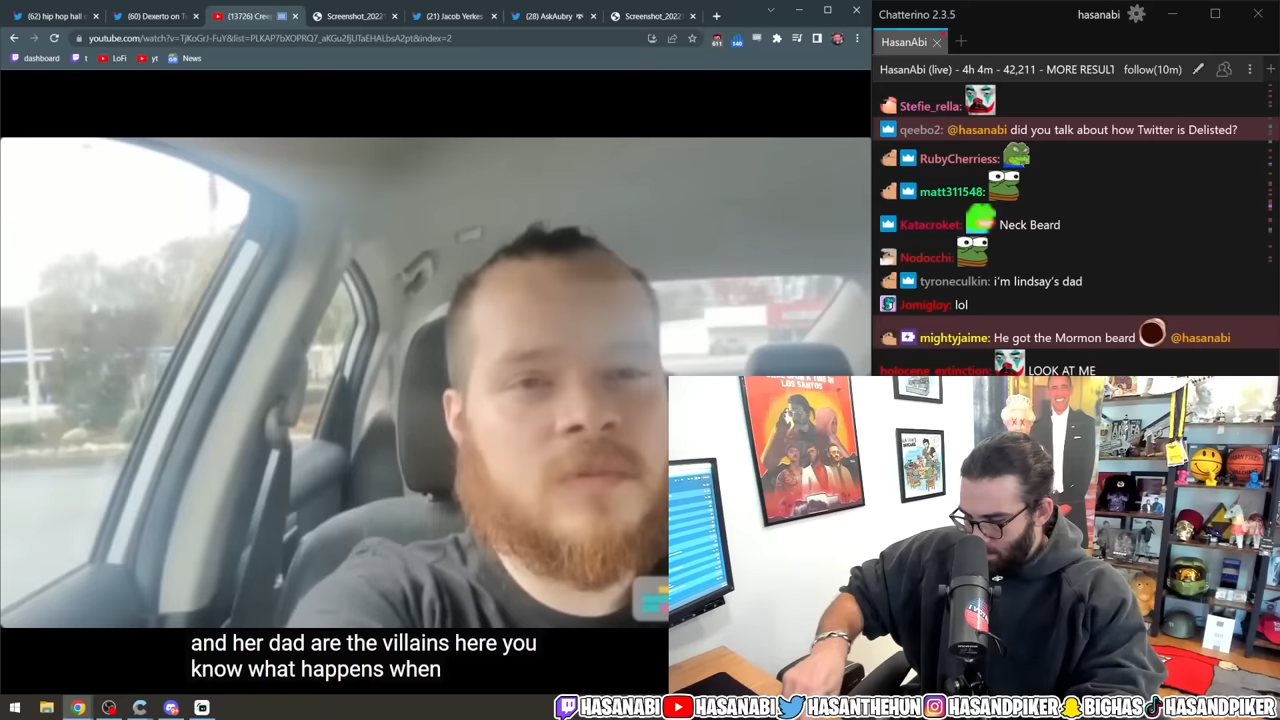 (62) hip hop hall
(60) Dexerto on T
(13726) Cree
Screenshot_2022
(21) Jacob Yerkes
(28) AskAubry
Screenshot_2022
youtube.com/watch?v=TjKoGrJ-FuY&list=PLKAP7bXOPRQ7_aKGu2fjUTaEHALbsA2pt&index=2
611
140
dashboard
t
LoFi
yt
News
Chatterino 2.3.5
hasanabi
HasanAbi
HasanAbi (live) - 4h 4m - 42,211 - MORE RESULT
follow(10m)
Stefie_rella:
qeebo2: @hasanabi did you talk about how Twitter is Delisted?
RubyCherriess:
matt311548:
Katacroket: Neck Beard
Nodocchi:
tyroneculkin: i'm lindsay's dad
Jomigloy: lol
mightyjaime: He got the Mormon beard @hasanabi
holocene_extinction: LOOK AT ME
LOS SANTOS
and her dad are the villains here you
know what happens when
HASANABI
HASANABI
HASANTHEHUN
HASANDPIKER
BIGHAS
HASANDPIKER